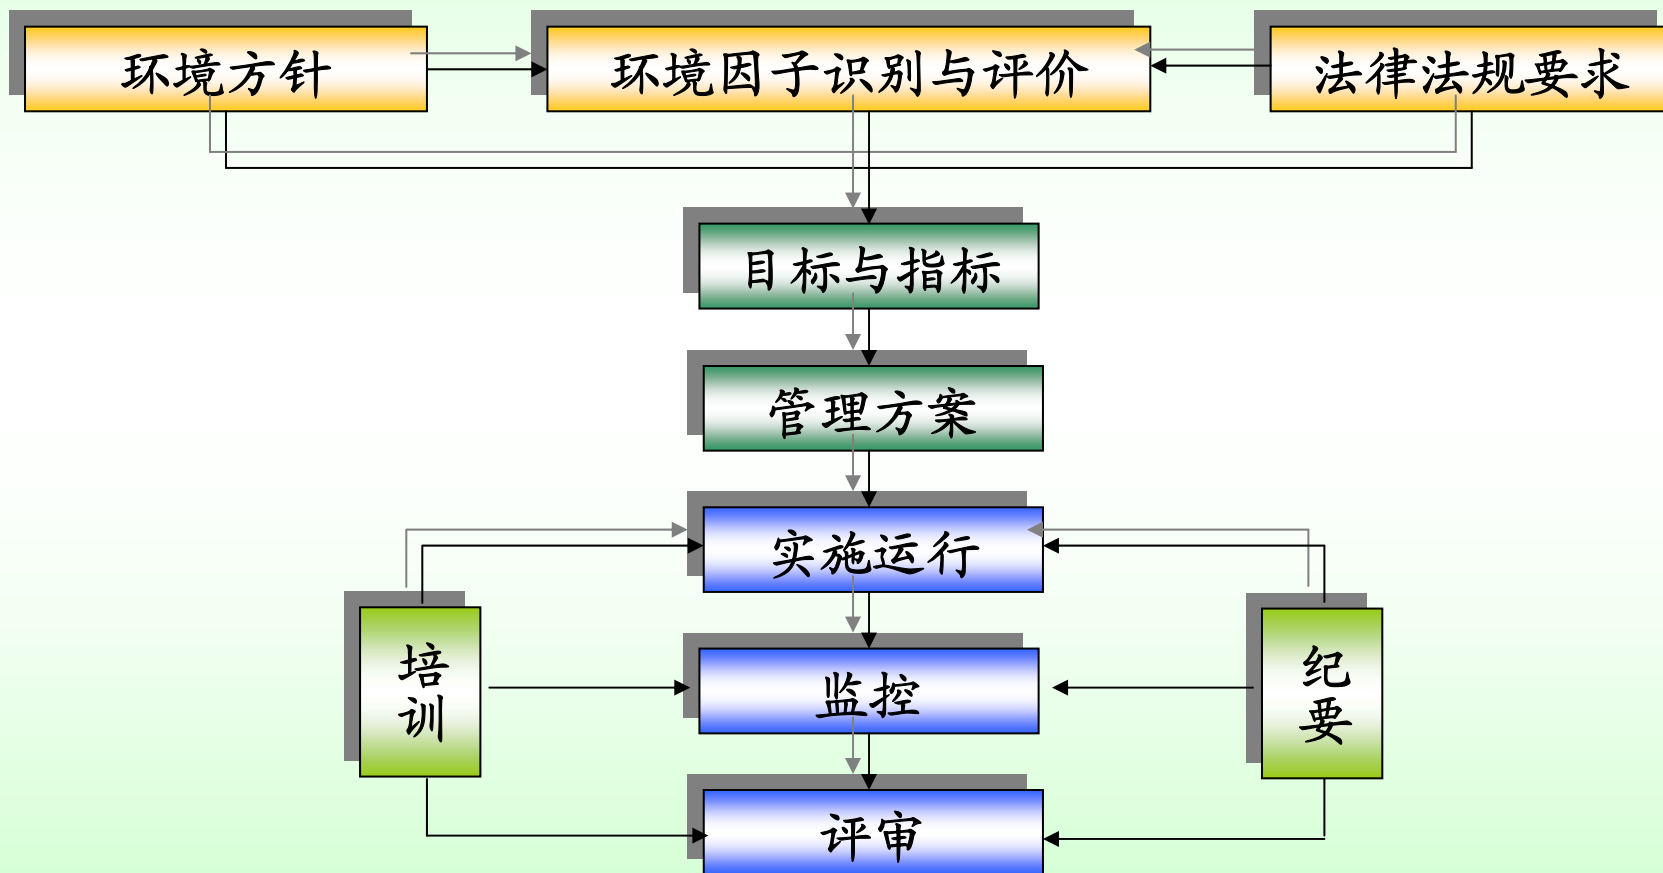 环境方针
环境因子识别与评价
法律法规要求
目标与指标
管理方案
实施运行
培训
监控
纪要
评审